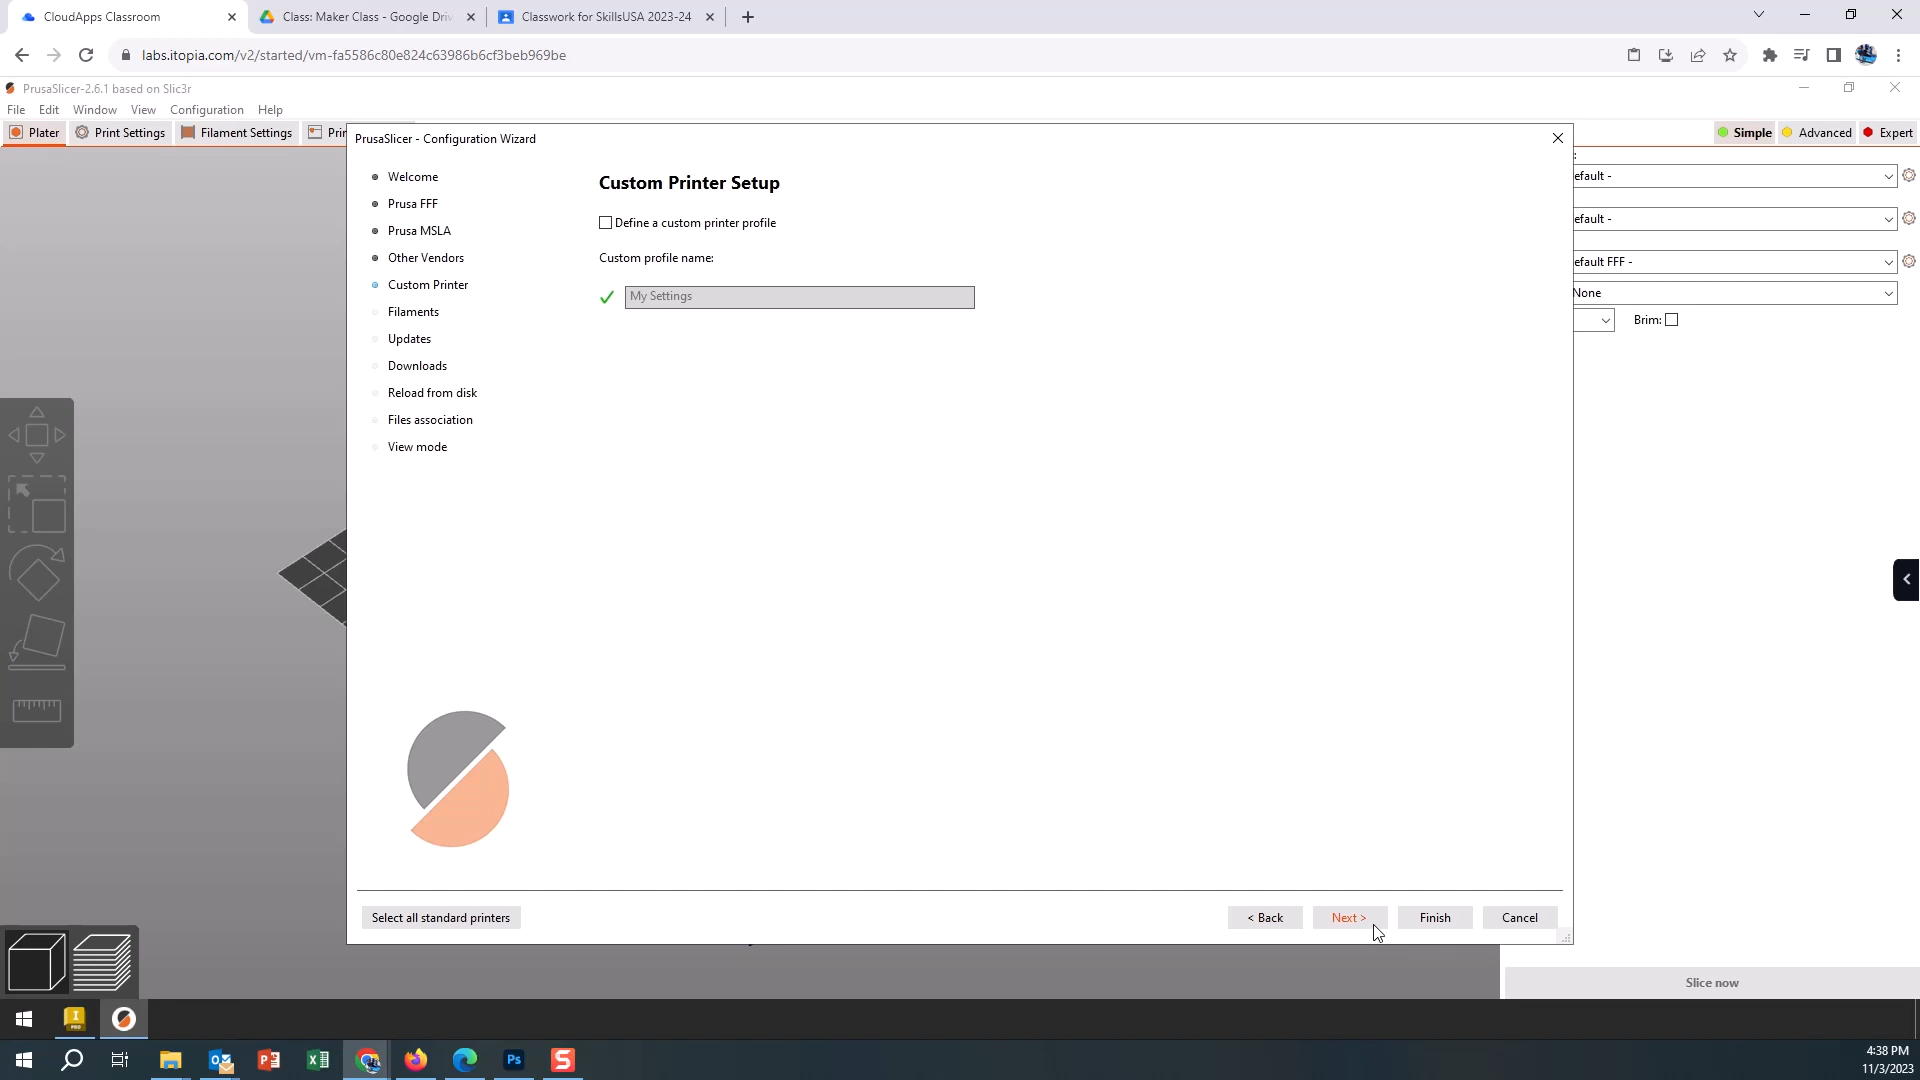 CloudApps Classroom
Class: Maker Class - Google Driv
Classwork for SkillsUSA 2023-24
labs.itopia.com/v2/started/vm-fa5586c80e824c63986b6cf3beb969be
PrusaSlicer-2.6.1 based on Slic3r
File Edit Window View Configuration Help
Plater Print Settings Filament Settings Prin
Simple Advanced Expert
PrusaSlicer - Configuration Wizard
Welcome
Prusa FFF
Prusa MSLA
Other Vendors
Custom Printer
Filaments
Updates
Downloads
Reload from disk
Files association
View mode
Custom Printer Setup
Define a custom printer profile
Custom profile name:
My Settings
:
efault -
efault -
efault FFF -
None
Brim:
Select all standard printers
< Back
Next >
Finish
Cancel
Slice now
I
PRO
Ps
S
4:38 PM
11/3/2023